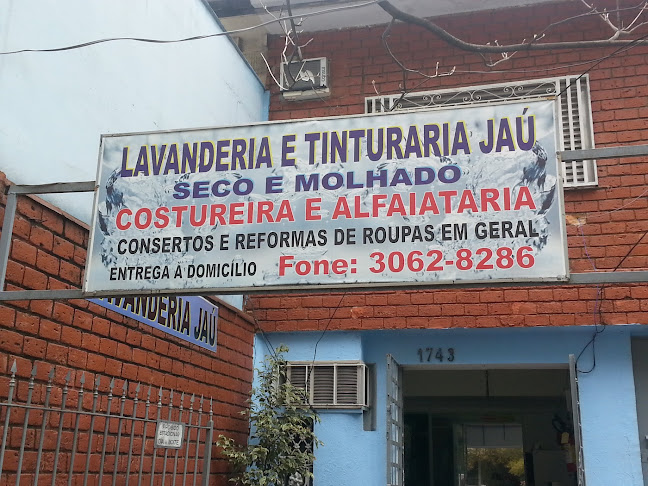 LAVANDERIA E TINTURARIA JAÚ
SECO E MOLHADO
COSTUREIRA E ALFAIATARIA
CONSERTOS E REFORMAS DE ROUPAS EM GERAL
ENTREGA A DOMICÍLIO Fone: 3062-8286
LAVANDERIA JAÚ
1743